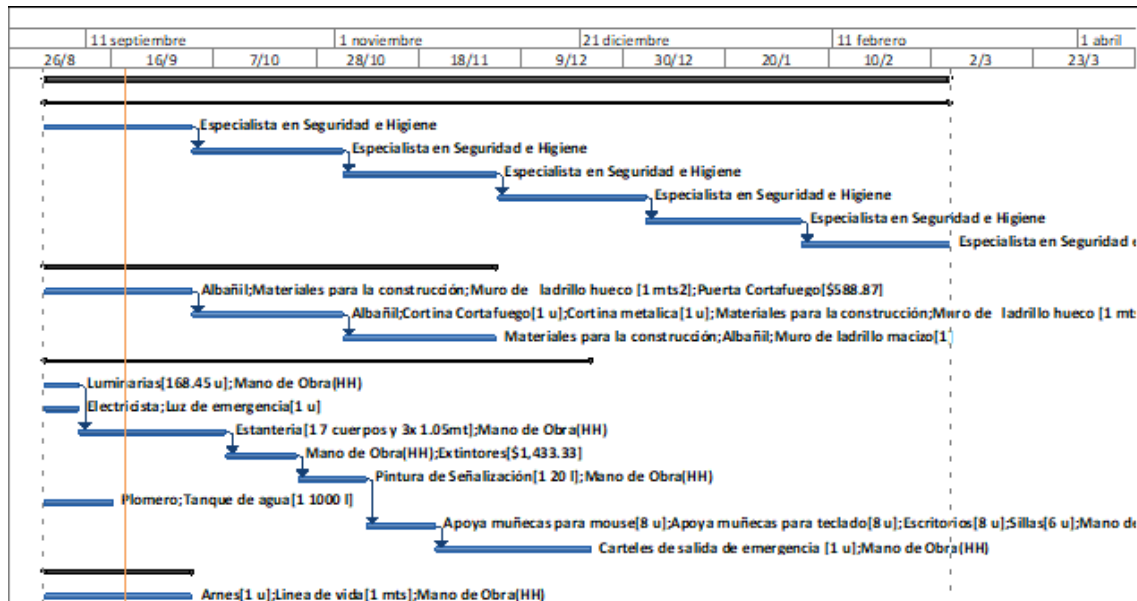 11 septiembre 1 noviembre 21 diciembre 11 febrero 1 abril
26/8 16/9 7/10 28/10 18/11 9/12 30/12 20/1 10/2 2/3 23/3
Especialista en Seguridad e Higiene
Especialista en Seguridad e Higiene
Especialista en Seguridad e Higiene
Especialista en Seguridad e Higiene
Especialista en Seguridad e Higiene
Especialista en Seguridad e
Albañil;Materiales para la construcción;Muro de ladrillo hueco [1 mts2];Puerta Cortafuego[$588.87]
Albañil;Cortina Cortafuego[1 u];Cortina metalica[1 u];Materiales para la construcción;Muro de ladrillo hueco [1 mts
Materiales para la construcción;Albañil;Muro de ladrillo macizo[1
Luminarias[168.45 u];Mano de Obra(HH)
Electricista;Luz de emergencia[1 u]
Estanteria[1 7 cuerpos y 3x 1.05mt];Mano de Obra(HH)
Mano de Obra(HH);Extintores[$1,433.33]
Pintura de Señalización[1 20 l];Mano de Obra(HH)
Plomero;Tanque de agua[1 1000 l]
Apoya muñecas para mouse[8 u];Apoya muñecas para teclado[8 u];Escritorios[8 u];Sillas[6 u];Mano de
Carteles de salida de emergencia [1 u];Mano de Obra(HH)
Arnes[1 u];Linea de vida[1 mts];Mano de Obra(HH)